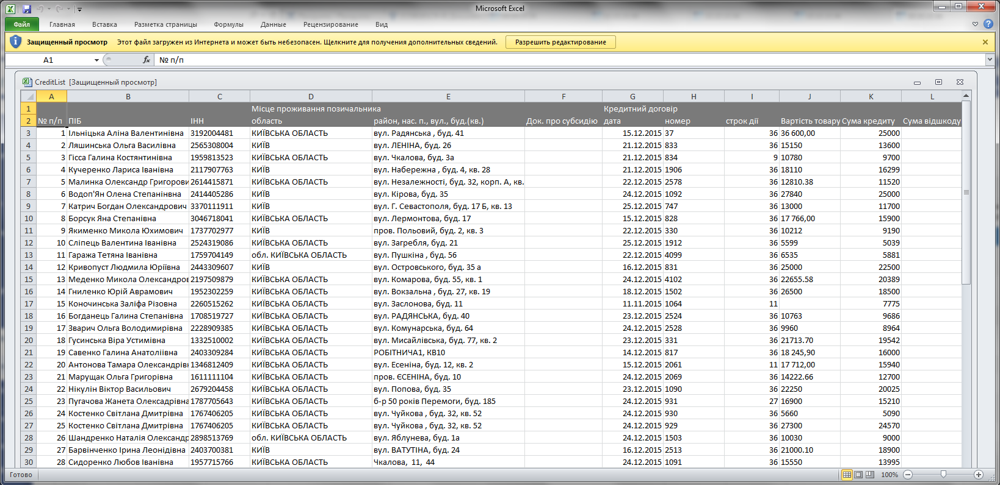 Microsoft Excel
Файл Главная Вставка Разметка страницы Формулы Данные Рецензирование Вид
Защищенный просмотр Этот файл загружен из Интернета и может быть небезопасен. Щелкните для получения дополнительных сведений. Разрешить редактирование
A1 fx № п/п
CreditList [Защищенный просмотр]
A B C D E F G H I J K L
1 Місце проживання позичальника Кредитний договір
2 № п/п ПІБ ІНН область район, нас. п., вул., буд.(кв.) Док. про субсидію дата номер строк дії Вартість товару Сума кредиту Сума відшкоду
3 1 Ільніцька Аліна Валентинівна 3192004481 КИЇВСЬКА ОБЛАСТЬ вул. Радянська , буд. 41 15.12.2015 37 36 36 600,00 25000
4 2 Ляшинська Ольга Василівна 2565308004 КИЇВ вул. ЛЕНІНА, буд. 26 21.12.2015 833 36 15150 13600
5 3 Гісса Галина Костянтинівна 1959813523 КИЇВСЬКА ОБЛАСТЬ вул. Чкалова, буд. 3а 21.12.2015 834 9 10780 9700
6 4 Кучеренко Лариса Іванівна 2117907763 КИЇВ вул. Набережна , буд. 4, кв. 28 21.12.2015 1906 36 18110 16299
7 5 Малинка Олександр Григорови 2614415871 КИЇВСЬКА ОБЛАСТЬ вул. Незалежності, буд. 32, корп. А, кв. 22.12.2015 2578 36 12810.38 11520
8 6 Водоп'Ян Олена Степанінвна 2414405286 КИЇВ вул. Кірова, буд. 35 24.12.2015 1092 36 27840 25000
9 7 Катрич Богдан Олександрович 3370111911 КИЇВ вул. Г. Севастополя, буд. 17 Б, кв. 13 25.12.2015 747 36 13000 11700
10 8 Борсук Яна Степанівна 3046718041 КИЇВСЬКА ОБЛАСТЬ вул. Лермонтова, буд. 17 15.12.2015 828 36 17 766,00 15900
11 9 Якименко Микола Юхимович 1737702977 КИЇВ пров. Польовий, буд. 2, кв. 3 22.12.2015 330 36 10212 9190
12 10 Сліпець Валентина Іванівна 2524319086 КИЇВСЬКА ОБЛАСТЬ вул. Загребля, буд. 21 25.12.2015 1912 36 5599 5039
13 11 Гаража Тетяна Іванівна 1759704149 обл. КИЇВСЬКА ОБЛАСТЬ вул. Пушкіна , буд. 56 22.12.2015 4099 36 6535 5881
14 12 Кривопуст Людмила Юріївна 2443309607 КИЇВ вул. Островського, буд. 35 а 16.12.2015 831 36 25000 22500
15 13 Меденко Микола Олександров 2197509879 КИЇВСЬКА ОБЛАСТЬ вул. Комарова, буд. 55, кв. 1 24.12.2015 4102 36 22655.58 20389
16 14 Гниленко Юрій Аврамович 1952302259 КИЇВСЬКА ОБЛАСТЬ вул. Вокзальна , буд. 27, кв. 19 18.12.2015 1502 36 26500 18500
17 15 Коночинська Заліфа Різовна 2260515262 КИЇВСЬКА ОБЛАСТЬ вул. Заслонова, буд. 11 11.11.2015 1064 11 7775
18 16 Богданець Галина Степанівна 1708519727 КИЇВСЬКА ОБЛАСТЬ вул. РАДЯНСЬКА, буд. 40 23.12.2015 2524 36 10763 9686
19 17 Зварич Ольга Володимирівна 2228909385 КИЇВСЬКА ОБЛАСТЬ вул. Комунарська, буд. 64 24.12.2015 2528 36 9960 8964
20 18 Гусинська Віра Устимівна 1332510002 КИЇВСЬКА ОБЛАСТЬ вул. Мисайлівська, буд. 77, кв. 2 23.12.2015 331 36 21713.70 19542
21 19 Савенко Галина Анатоліівна 2403309284 КИЇВСЬКА ОБЛАСТЬ РОБІТНИЧА1, КВ10 14.12.2015 817 36 18 245,90 16000
22 20 Антонова Тамара Олександрівн 1346812409 КИЇВСЬКА ОБЛАСТЬ вул. Есеніна, буд. 12, кв. 2 15.12.2015 2061 11 17 712,00 15940
23 21 Марущак Ольга Григорівна 1611111104 КИЇВСЬКА ОБЛАСТЬ пров. ЄСЕНІНА, буд. 10 24.12.2015 2069 36 14222.66 12700
24 22 Нікулін Віктор Васильович 2679204458 КИЇВСЬКА ОБЛАСТЬ вул. Попова, буд. 35 23.12.2015 1090 36 22250 20025
25 23 Пугачова Жанета Олексадрівна 1787705643 КИЇВСЬКА ОБЛАСТЬ б-р 50 років Перемоги, буд. 185 24.12.2015 931 27 16900 15210
26 24 Костенко Світлана Дмитрівна 1767406205 КИЇВСЬКА ОБЛАСТЬ вул. Чуйкова , буд. 32, кв. 52 24.12.2015 930 36 5660 5090
27 25 Костенко Світлана Дмитрівна 1767406205 КИЇВСЬКА ОБЛАСТЬ вул. Чуйкова , буд. 32, кв. 52 24.12.2015 929 36 27300 24570
28 26 Шандренко Наталія Олександр 2898513769 обл. КИЇВСЬКА ОБЛАСТЬ вул. Яблунева, буд. 1а 24.12.2015 1503 36 10030 9000
29 27 Барвінченко Ірина Леонідівна 2403700381 КИЇВ вул. ВАТУТІНА, буд. 24 16.12.2015 2513 36 21000.10 18900
30 28 Сидоренко Любов Іванівна 1957715766 КИЇВСЬКА ОБЛАСТЬ Чкалова, 11, 44 24.12.2015 1091 36 15550 13995
Готово 100%